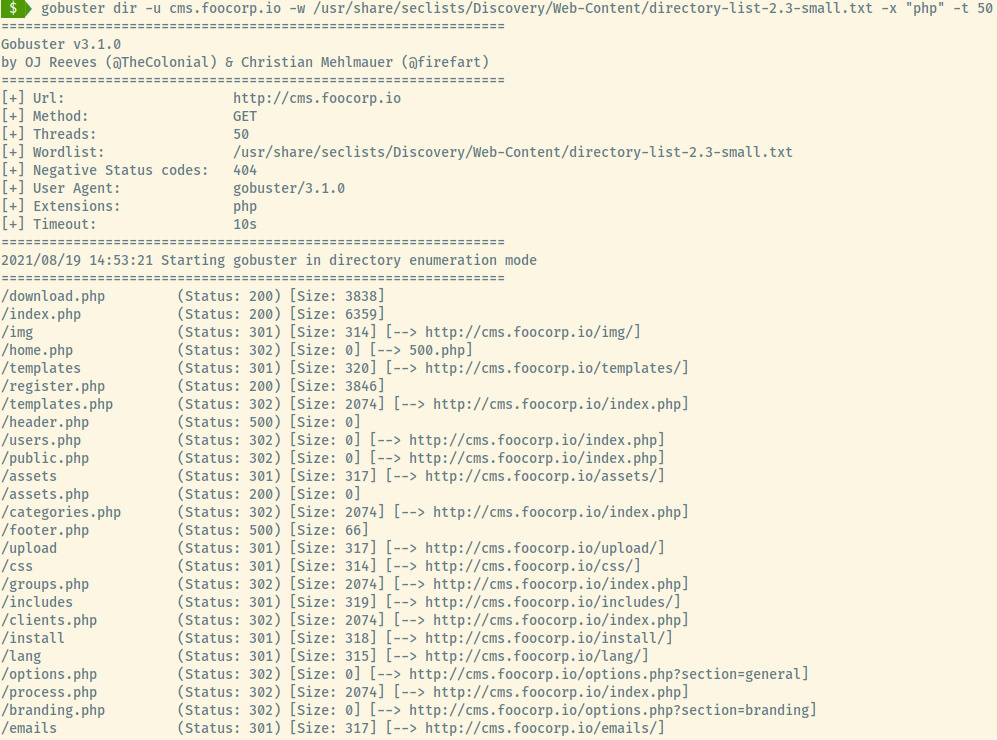 $ gobuster dir -u cms.foocorp.io -w /usr/share/seclists/Discovery/Web-Content/directory-list-2.3-small.txt -x "php" -t 50
===============================================================
Gobuster v3.1.0
by OJ Reeves (@TheColonial) & Christian Mehlmauer (@firefart)
===============================================================
[+] Url:                     http://cms.foocorp.io
[+] Method:                  GET
[+] Threads:                 50
[+] Wordlist:                /usr/share/seclists/Discovery/Web-Content/directory-list-2.3-small.txt
[+] Negative Status codes:   404
[+] User Agent:              gobuster/3.1.0
[+] Extensions:              php
[+] Timeout:                 10s
===============================================================
2021/08/19 14:53:21 Starting gobuster in directory enumeration mode
===============================================================
/download.php         (Status: 200) [Size: 3838]
/index.php            (Status: 200) [Size: 6359]
/img                  (Status: 301) [Size: 314] [--> http://cms.foocorp.io/img/]
/home.php             (Status: 302) [Size: 0] [--> 500.php]
/templates            (Status: 301) [Size: 320] [--> http://cms.foocorp.io/templates/]
/register.php         (Status: 200) [Size: 3846]
/templates.php        (Status: 302) [Size: 2074] [--> http://cms.foocorp.io/index.php]
/header.php           (Status: 500) [Size: 0]
/users.php            (Status: 302) [Size: 0] [--> http://cms.foocorp.io/index.php]
/public.php           (Status: 302) [Size: 0] [--> http://cms.foocorp.io/index.php]
/assets               (Status: 301) [Size: 317] [--> http://cms.foocorp.io/assets/]
/assets.php           (Status: 200) [Size: 0]
/categories.php       (Status: 302) [Size: 2074] [--> http://cms.foocorp.io/index.php]
/footer.php           (Status: 500) [Size: 66]
/upload               (Status: 301) [Size: 317] [--> http://cms.foocorp.io/upload/]
/css                  (Status: 301) [Size: 314] [--> http://cms.foocorp.io/css/]
/groups.php           (Status: 302) [Size: 2074] [--> http://cms.foocorp.io/index.php]
/includes             (Status: 301) [Size: 319] [--> http://cms.foocorp.io/includes/]
/clients.php          (Status: 302) [Size: 2074] [--> http://cms.foocorp.io/index.php]
/install              (Status: 301) [Size: 318] [--> http://cms.foocorp.io/install/]
/lang                 (Status: 301) [Size: 315] [--> http://cms.foocorp.io/lang/]
/options.php          (Status: 302) [Size: 0] [--> http://cms.foocorp.io/options.php?section=general]
/process.php          (Status: 302) [Size: 2074] [--> http://cms.foocorp.io/index.php]
/branding.php         (Status: 302) [Size: 0] [--> http://cms.foocorp.io/options.php?section=branding]
/emails               (Status: 301) [Size: 317] [--> http://cms.foocorp.io/emails/]